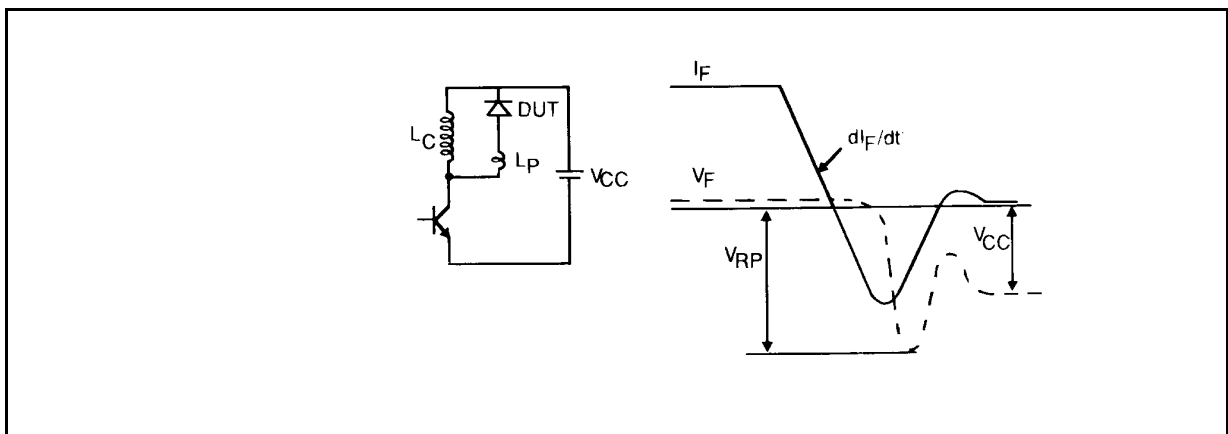 DUT
LC
LP
VCC
IF
dIF/dt
VF
VRP
VCC